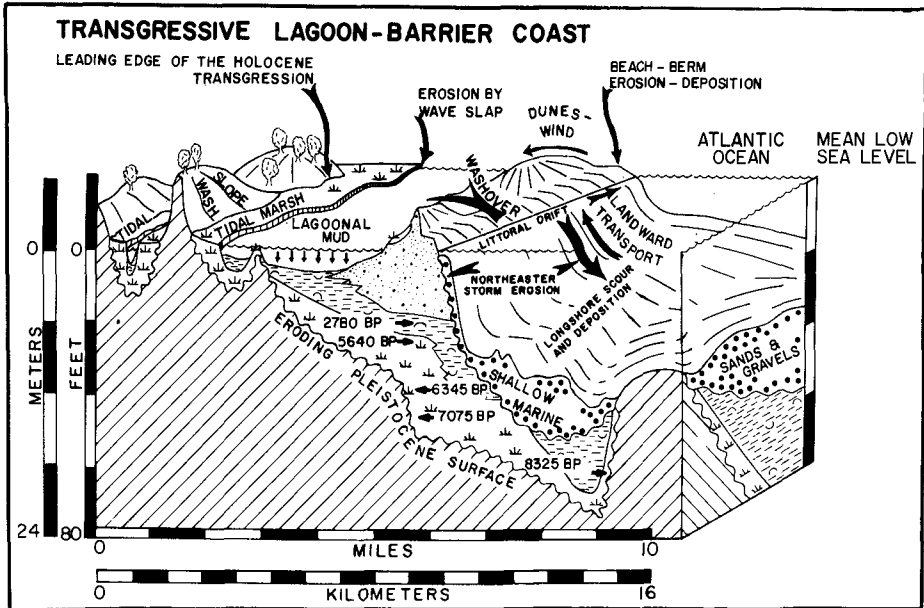 TRANSGRESSIVE LAGOON-BARRIER COAST
LEADING EDGE OF THE HOLOCENE
TRANSGRESSION
EROSION BY
WAVE SLAP
BEACH - BERM
EROSION - DEPOSITION
DUNES-
WIND
ATLANTIC
OCEAN
MEAN LOW
SEA LEVEL
TIDAL
SLOPE
WASH
TIDAL MARSH
LAGOONAL
MUD
WASHOVER
LITTORAL DRIFT
LANDWARD
TRANSPORT
NORTHEASTER
STORM EROSION
LONGSHORE SCOUR
AND DEPOSITION
0
0
METERS
FEET
2780 BP
5640 BP
6345 BP
7075 BP
8325 BP
ERODING
PLEISTOCENE SURFACE
SHALLOW
MARINE
SANDS &
GRAVELS
24
80
0
MILES
10
0
KILOMETERS
16